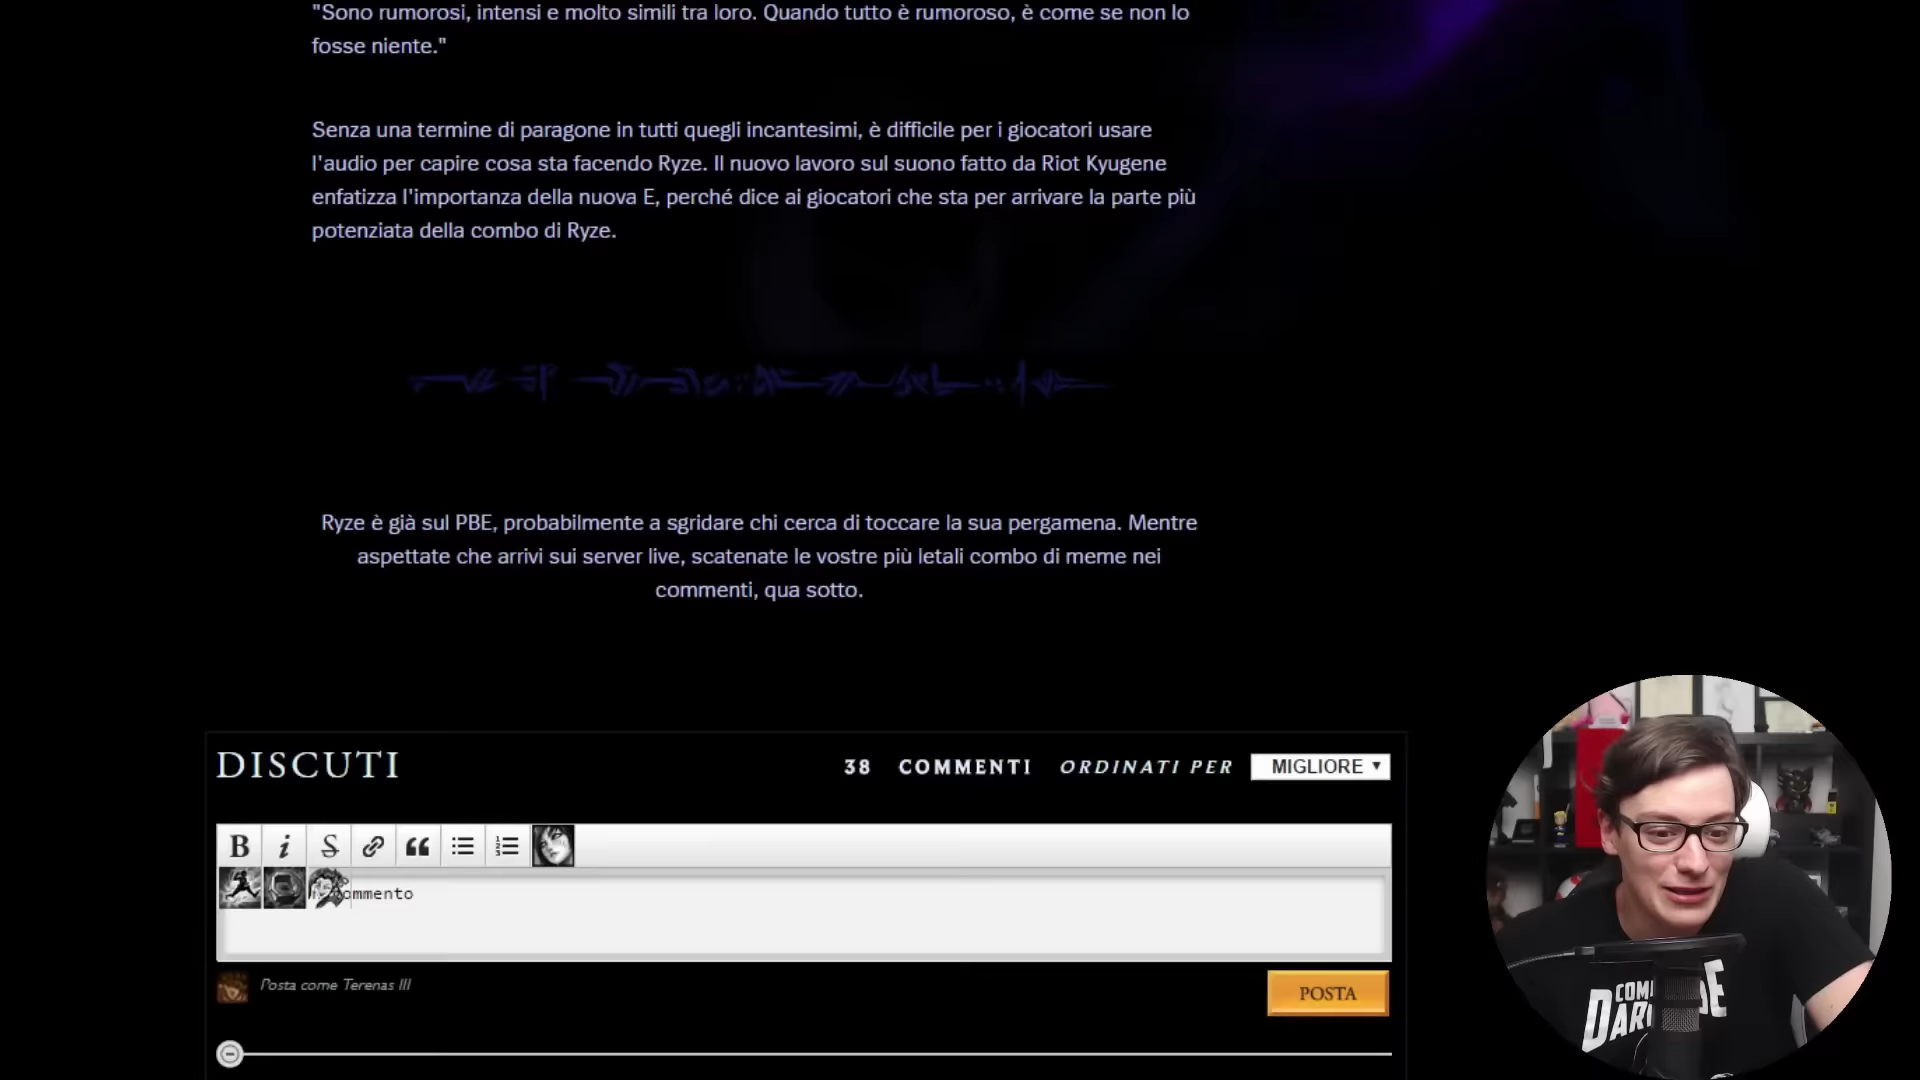 "Sono rumorosi, intensi e molto simili tra loro. Quando tutto è rumoroso, è come se non lo
fosse niente."
Senza una termine di paragone in tutti quegli incantesimi, è difficile per i giocatori usare
l'audio per capire cosa sta facendo Ryze. Il nuovo lavoro sul suono fatto da Riot Kyugene
enfatizza l'importanza della nuova E, perché dice ai giocatori che sta per arrivare la parte più
potenziata della combo di Ryze.
Ryze è già sul PBE, probabilmente a sgridare chi cerca di toccare la sua pergamena. Mentre
aspettate che arrivi sui server live, scatenate le vostre più letali combo di meme nei
commenti, qua sotto.
DISCUTI
38 COMMENTI ORDINATI PER MIGLIORE
B i S
ommento
Posta come Terenas III
POSTA